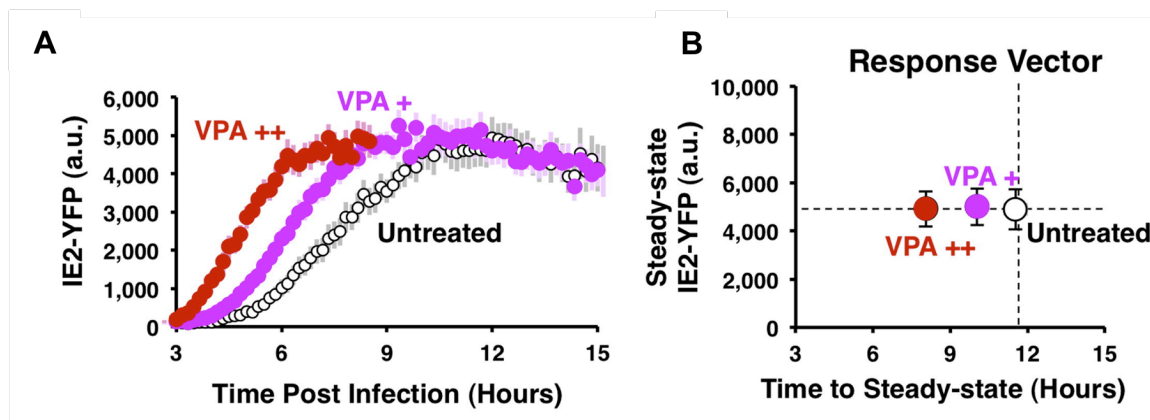 A
IE2-YFP (a.u.)
6,000
5,000
4,000
3,000
2,000
1,000
0
VPA ++
VPA +
Untreated
3
6
9
12
15
Time Post Infection (Hours)
B
Response Vector
Steady-state
IE2-YFP (a.u.)
10,000
8,000
6,000
4,000
2,000
0
VPA +
VPA ++
Untreated
3
6
9
12
15
Time to Steady-state (Hours)